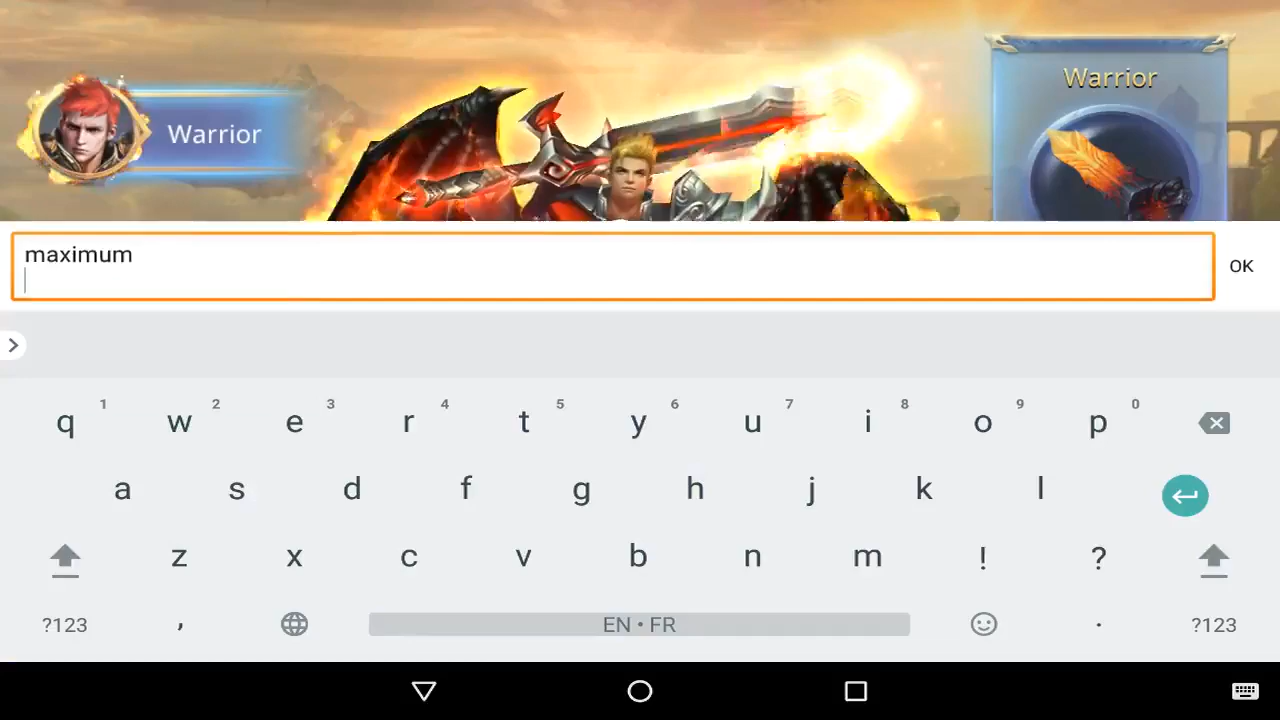 Warrior
Warrior
maximum
OK
1 2 3 4 5 6 7 8 9 0
q w e r t y u i o p
a s d f g h j k l
z x c v b n m ! ?
?123 , EN • FR . ?123